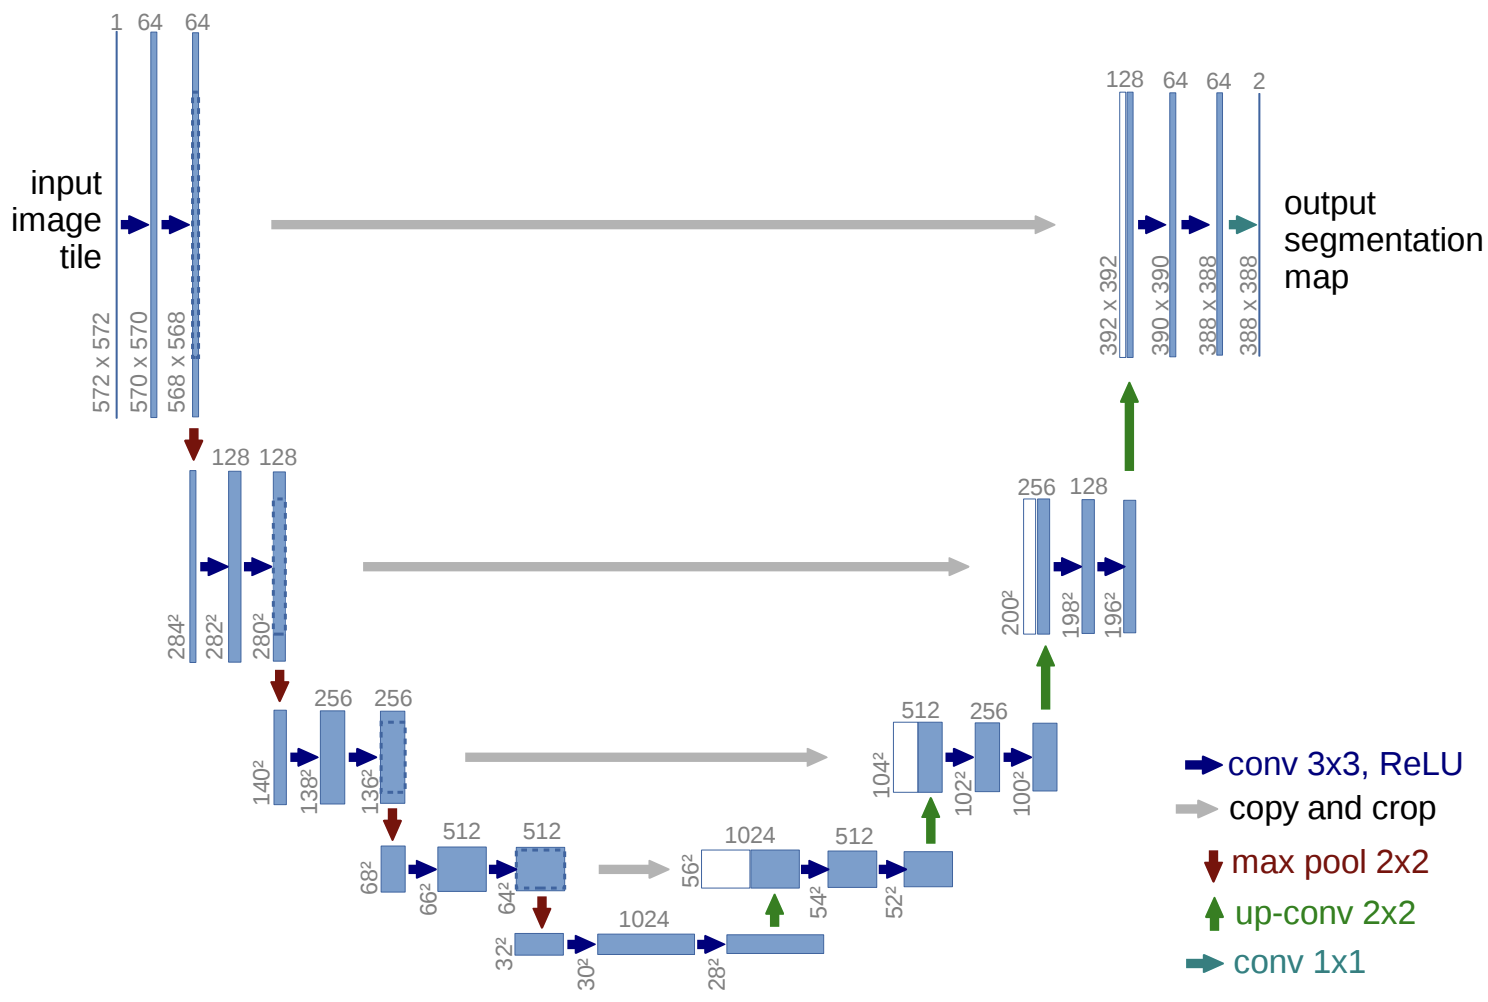 1 64 64
128 64 64 2
input
image
tile
572 x 572
570 x 570
568 x 568
392 x 392
390 x 390
388 x 388
388 x 388
output
segmentation
map
128 128
256 128
284²
282²
280²
200²
198²
196²
256 256
512 256
140²
138²
136²
104²
102²
100²
512 512
1024 512
68²
66²
64²
56²
54²
52²
1024
32²
30²
28²
conv 3x3, ReLU
copy and crop
max pool 2x2
up-conv 2x2
conv 1x1